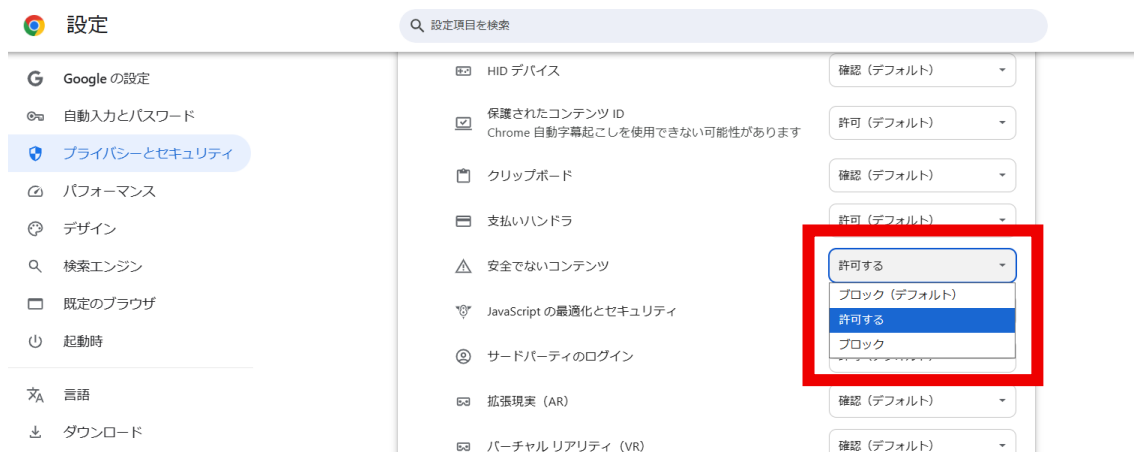 設定
設定項目を検索
Google の設定
自動入力とパスワード
プライバシーとセキュリティ
パフォーマンス
デザイン
検索エンジン
既定のブラウザ
起動時
言語
ダウンロード
HID デバイス
確認（デフォルト）
保護されたコンテンツ ID
Chrome 自動字幕起こしを使用できない可能性があります
許可（デフォルト）
クリップボード
確認（デフォルト）
支払いハンドラ
許可（デフォルト）
安全でないコンテンツ
許可する
ブロック（デフォルト）
許可する
ブロック
JavaScript の最適化とセキュリティ
サードパーティのログイン
拡張現実（AR）
確認（デフォルト）
バーチャル リアリティ（VR）
確認（デフォルト）